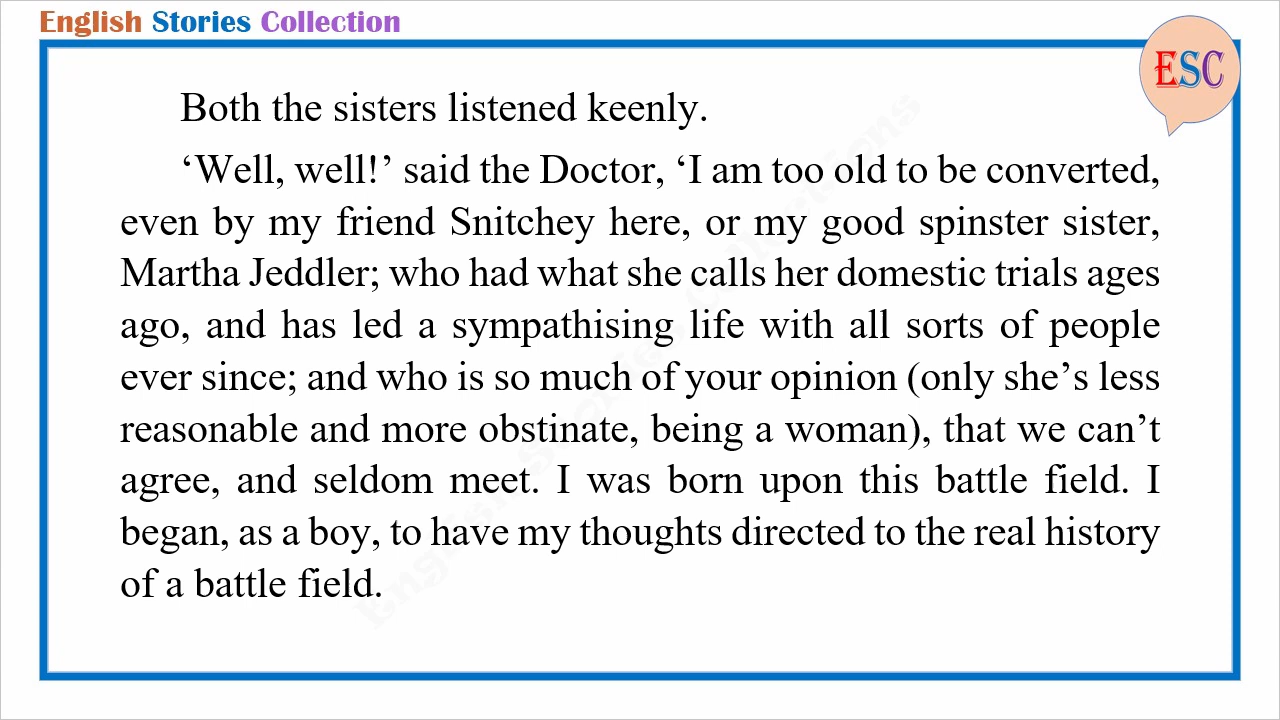 English Stories Collection
ESC
Both the sisters listened keenly.
‘Well, well!’ said the Doctor, ‘I am too old to be converted,
even by my friend Snitchey here, or my good spinster sister,
Martha Jeddler; who had what she calls her domestic trials ages
ago, and has led a sympathising life with all sorts of people
ever since; and who is so much of your opinion (only she’s less
reasonable and more obstinate, being a woman), that we can’t
agree, and seldom meet. I was born upon this battle field. I
began, as a boy, to have my thoughts directed to the real history
of a battle field.
English Stories Collections